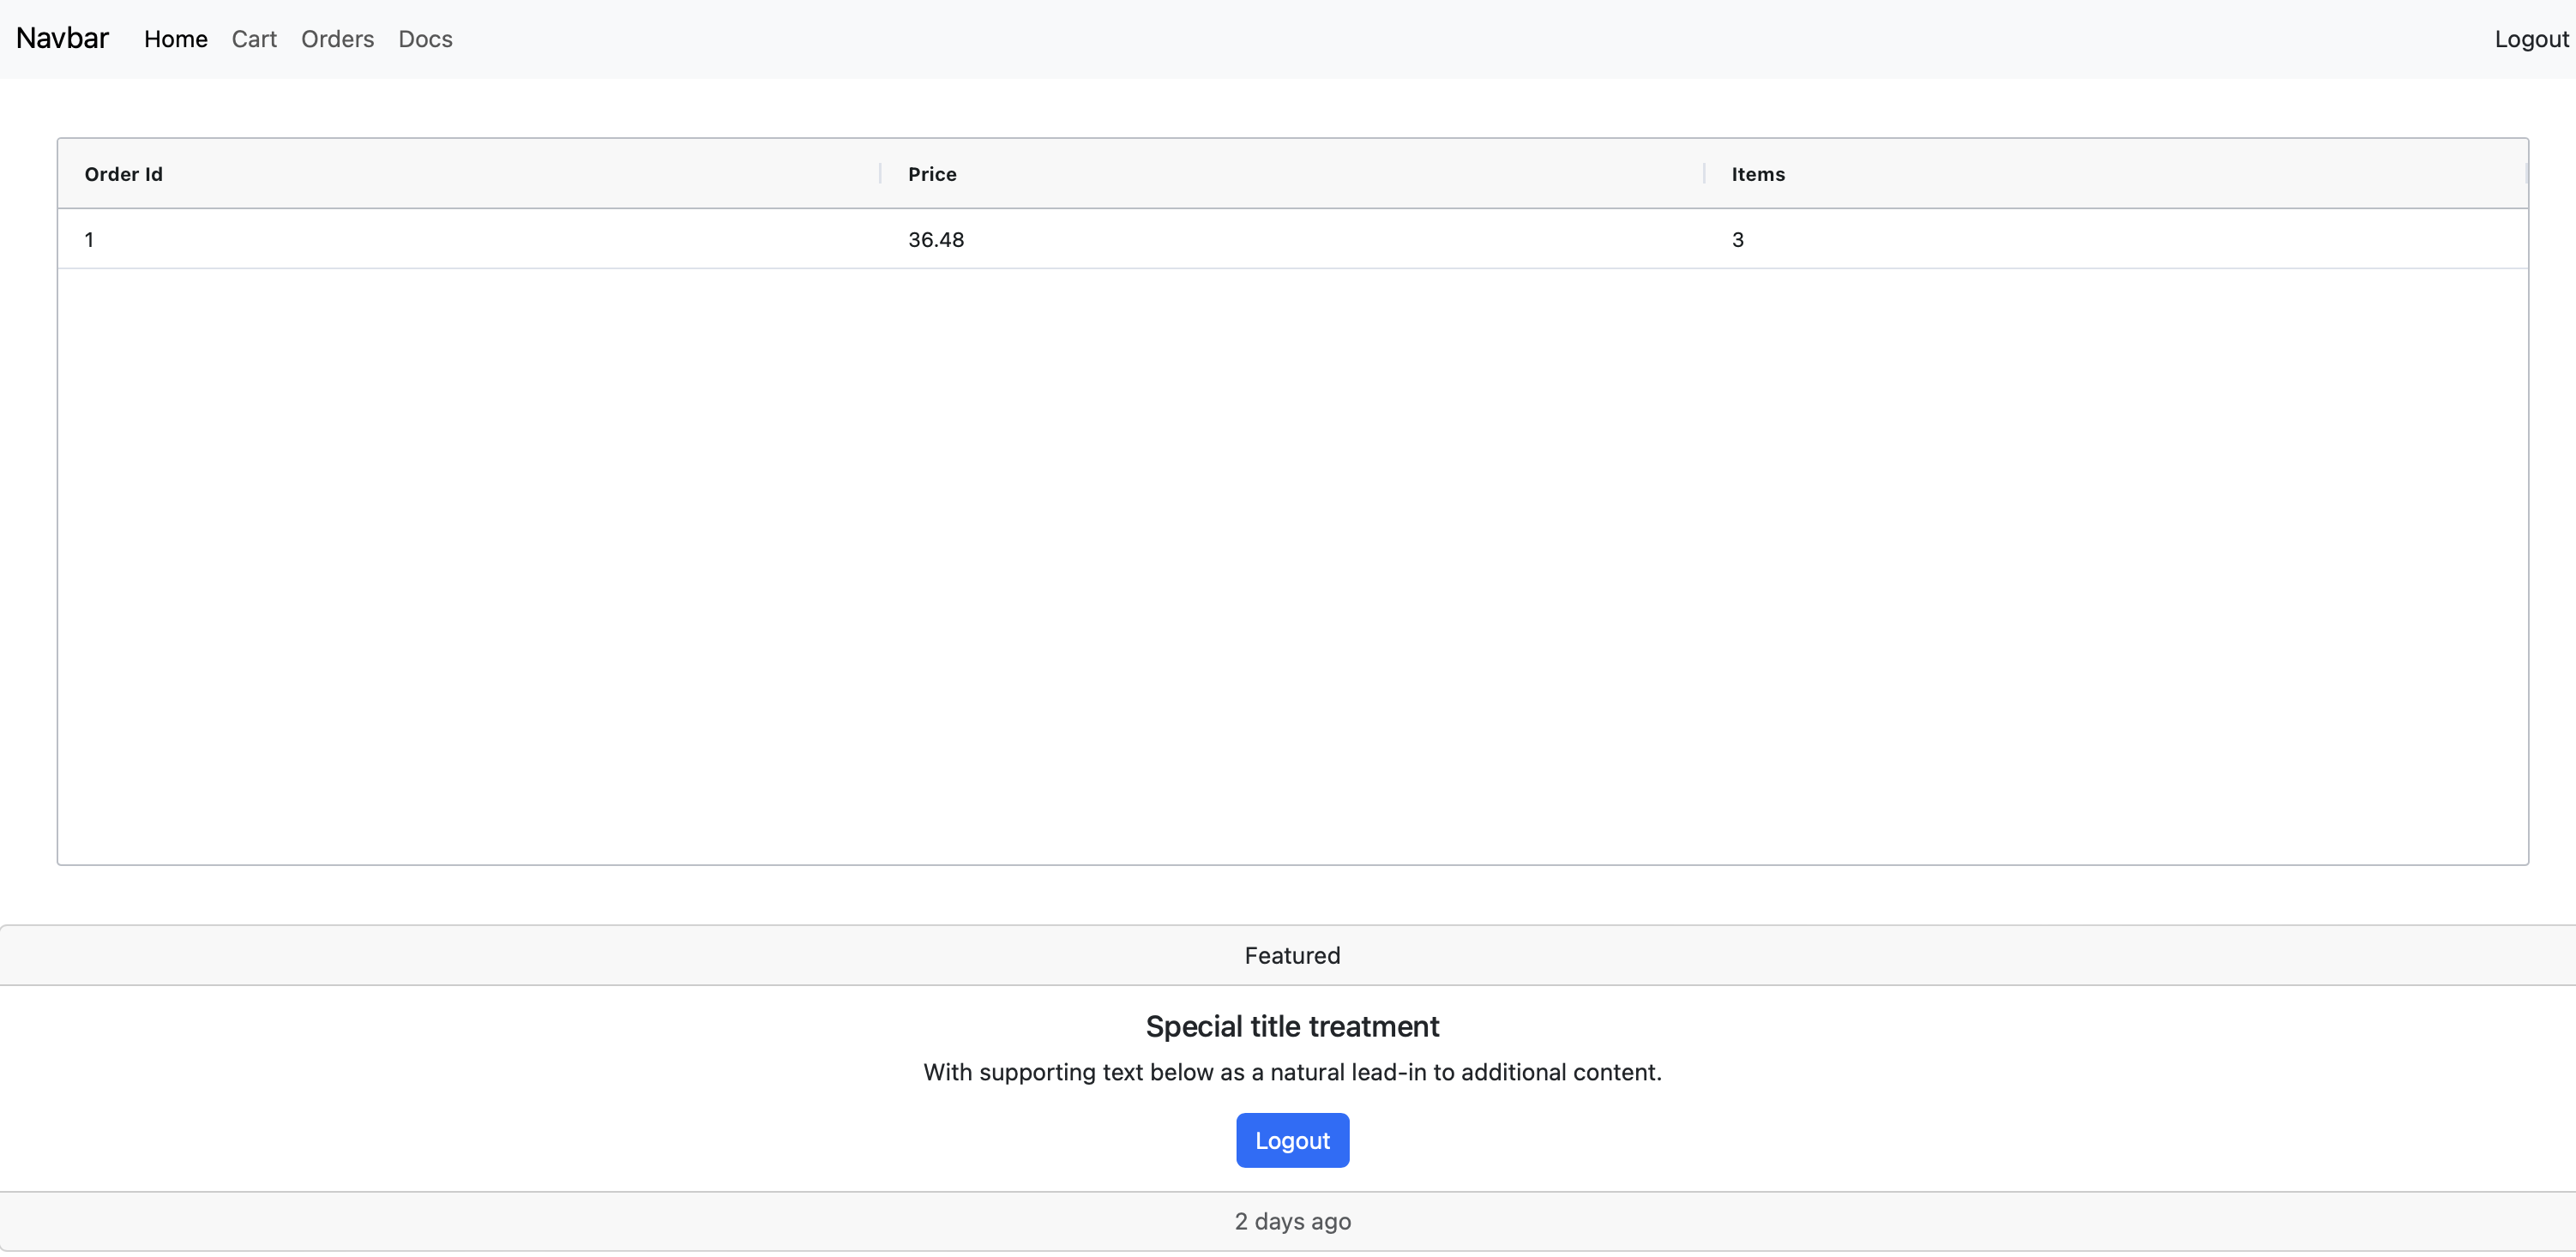 Navbar Home Cart Orders Docs Logout
Order Id Price Items
1 36.48 3
Featured
Special title treatment
With supporting text below as a natural lead-in to additional content.
Logout
2 days ago